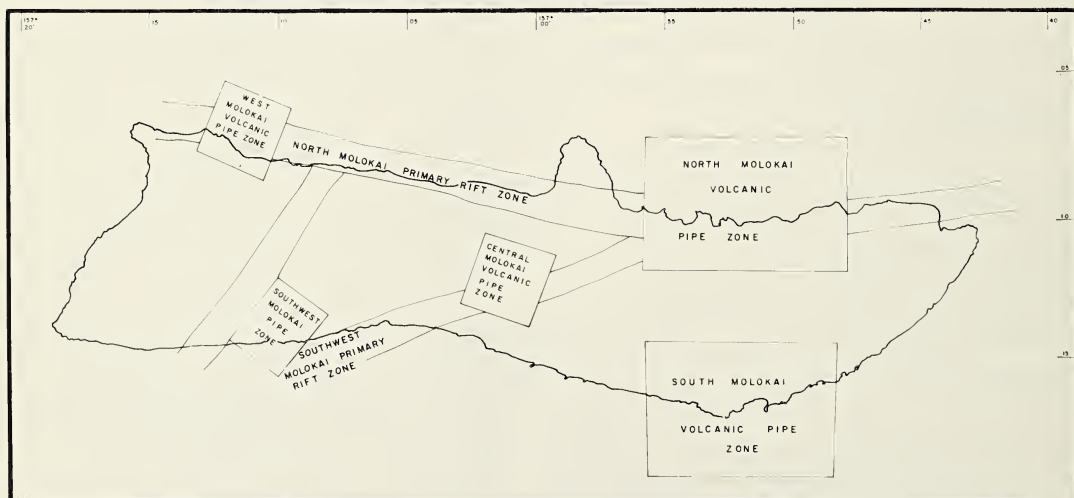 157°
20'
15
10
05
157°
00'
55
50
45
40
05
10
15
WEST
MOLOKAI
VOLCANIC
PIPE ZONE
NORTH MOLOKAI PRIMARY RIFT ZONE
NORTH MOLOKAI
VOLCANIC
PIPE ZONE
CENTRAL
MOLOKAI
VOLCANIC
PIPE
ZONE
SOUTHWEST
MOLOKAI
PIPE
ZONE
SOUTHWEST
MOLOKAI PRIMARY
RIFT ZONE
SOUTH MOLOKAI
VOLCANIC PIPE
ZONE